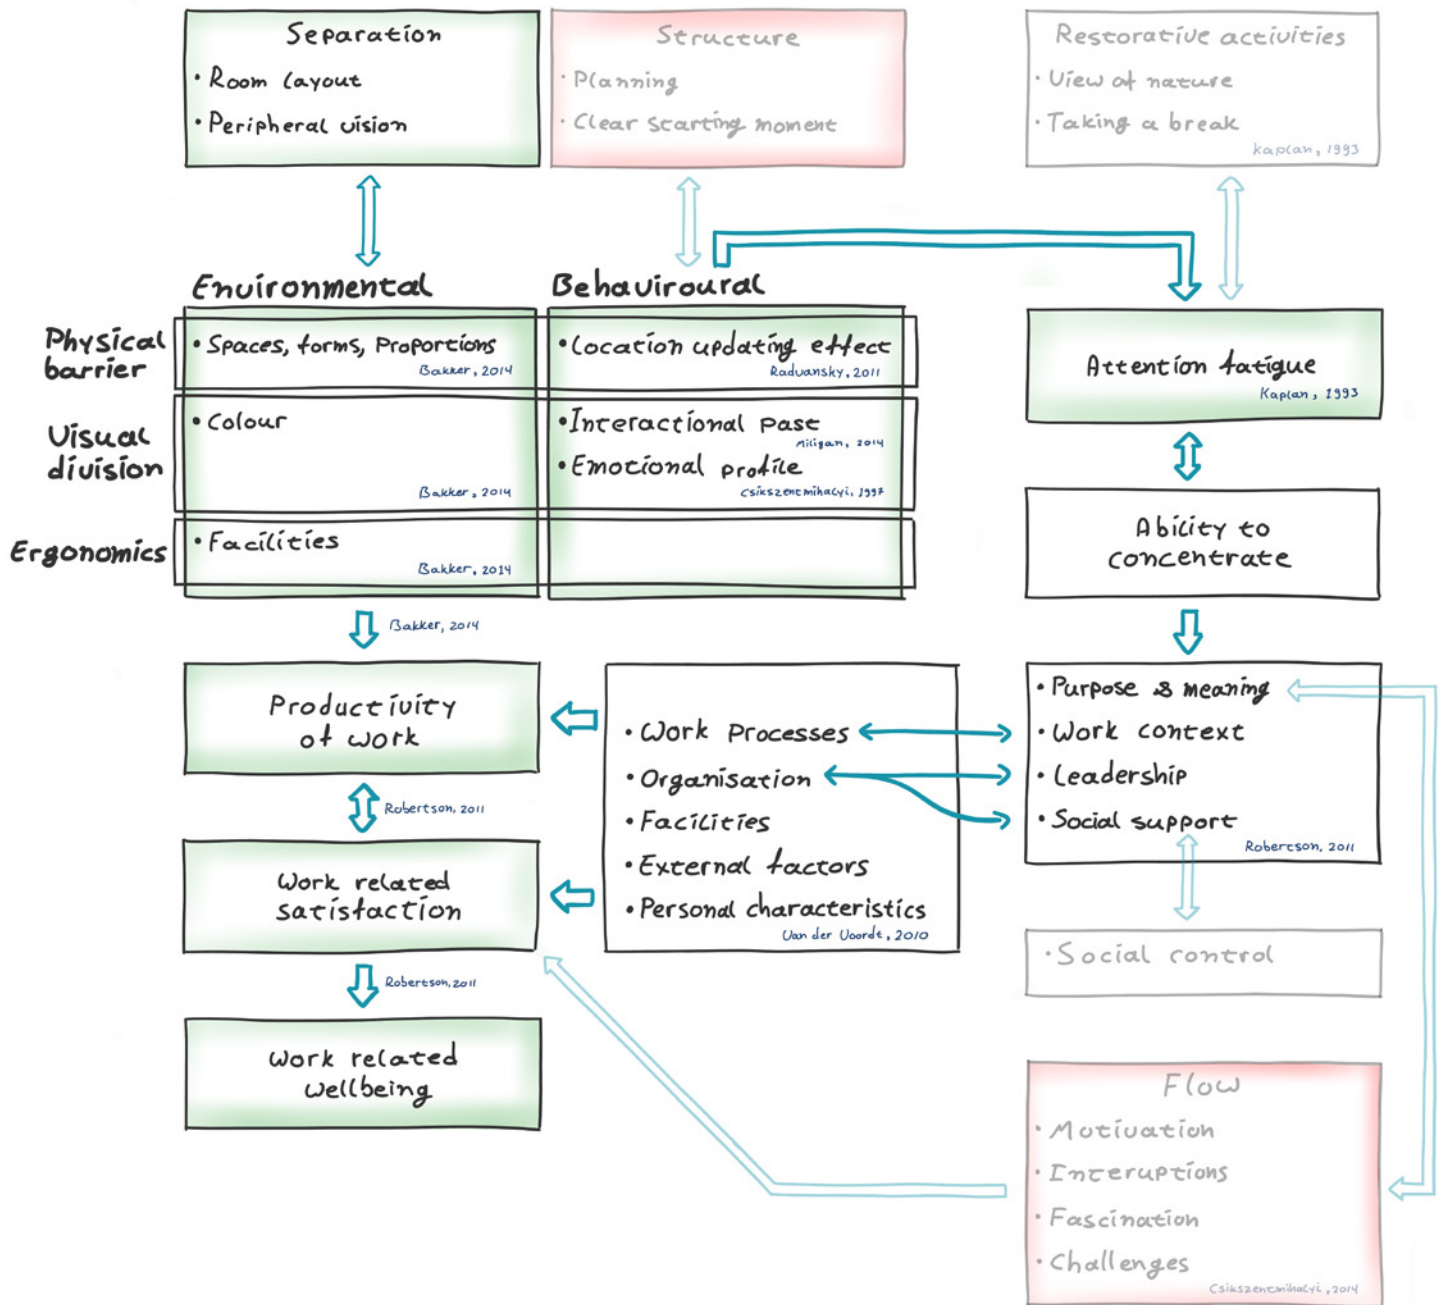 Separation
• Room layout
• Peripheral vision
Structure
• Planning
• Clear starting moment
Restorative activities
• View of nature
• Taking a break
Kaplan, 1993
Environmental
Behaviroural
Physical
barrier
• Spaces, forms, Proportions
Bakker, 2014
• Location updating effect
Radvansky, 2011
Visual
division
• Colour
Bakker, 2014
• Interactional past
Miligan, 2014
• Emotional profile
Csikszentmihalyi, 1997
Ergonomics
• Facilities
Bakker, 2014
Attention fatigue
Kaplan, 1993
Ability to
concentrate
Bakker, 2014
Productivity
of work
Robertson, 2011
Work related
satisfaction
Robertson, 2011
Work related
wellbeing
• Work Processes
• Organisation
• Facilities
• External factors
• Personal characteristics
Van der Voordt, 2010
• Purpose & meaning
• Work context
• Leadership
• Social support
Robertson, 2011
• Social control
Flow
• Motivation
• Interuptions
• Fascination
• Challenges
Csikszentmihalyi, 2014